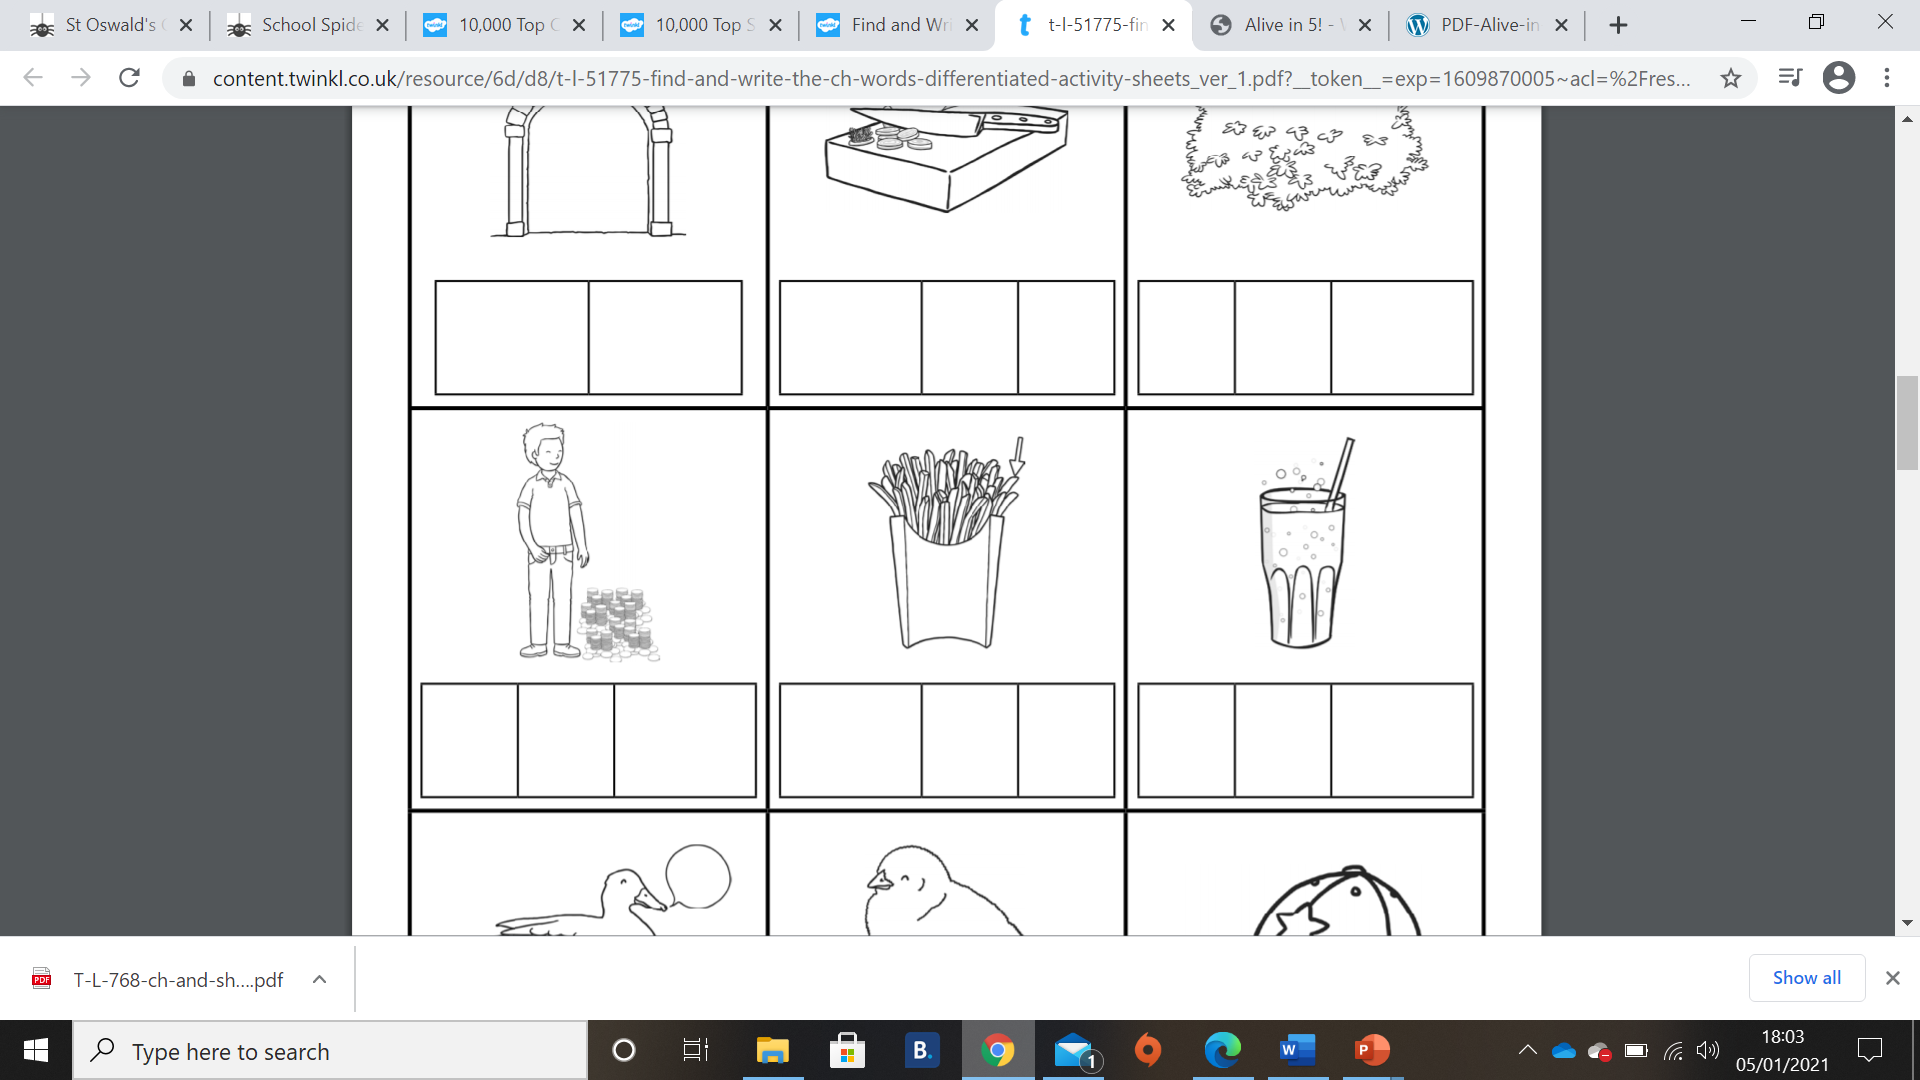 St Oswald's
School Spide
10,000 Top
10,000 Top S
Find and Wri
t-l-51775-fin
Alive in 5! -
PDF-Alive-in
content.twinkl.co.uk/resource/6d/d8/t-l-51775-find-and-write-the-ch-words-differentiated-activity-sheets_ver_1.pdf?__token__=exp=1609870005~acl=%2Fres...
T-L-768-ch-and-sh....pdf
Show all
Type here to search
B.
1
18:03
05/01/2021